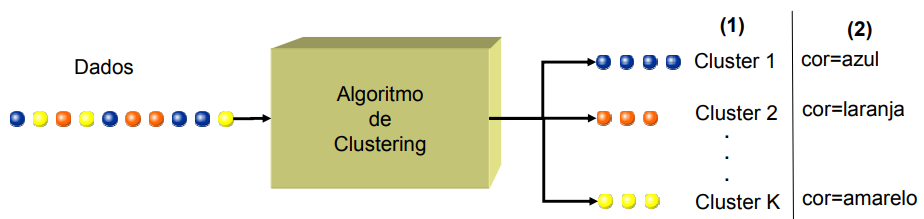 Dados
Algoritmo
de
Clustering
(1)
(2)
Cluster 1
cor=azul
Cluster 2
cor=laranja
.
.
.
Cluster K
cor=amarelo